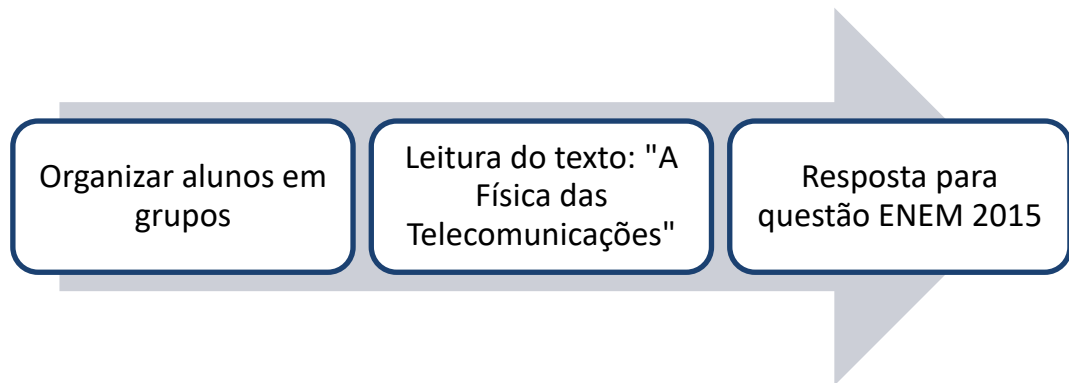 Organizar alunos em
grupos
Leitura do texto: "A
Física das
Telecomunicações"
Resposta para
questão ENEM 2015